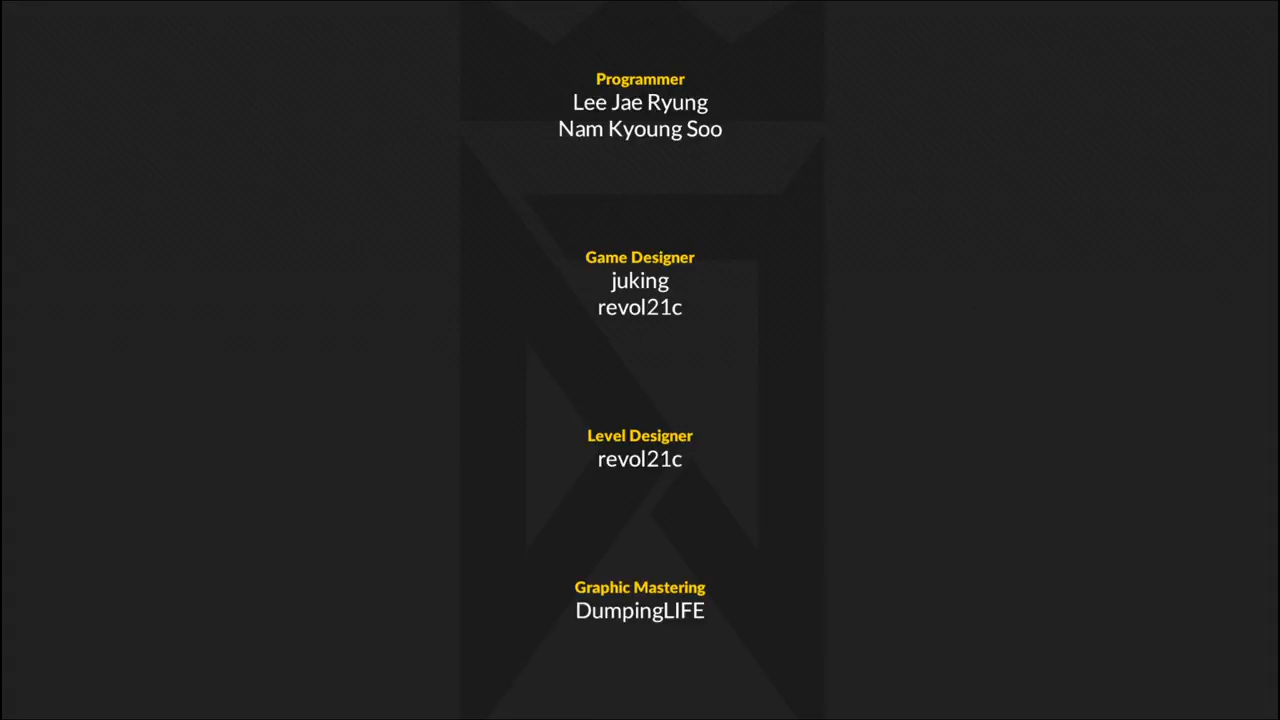 Programmer
Lee Jae Ryung
Nam Kyoung Soo
Game Designer
juking
revol21c
Level Designer
revol21c
Graphic Mastering
DumpingLIFE